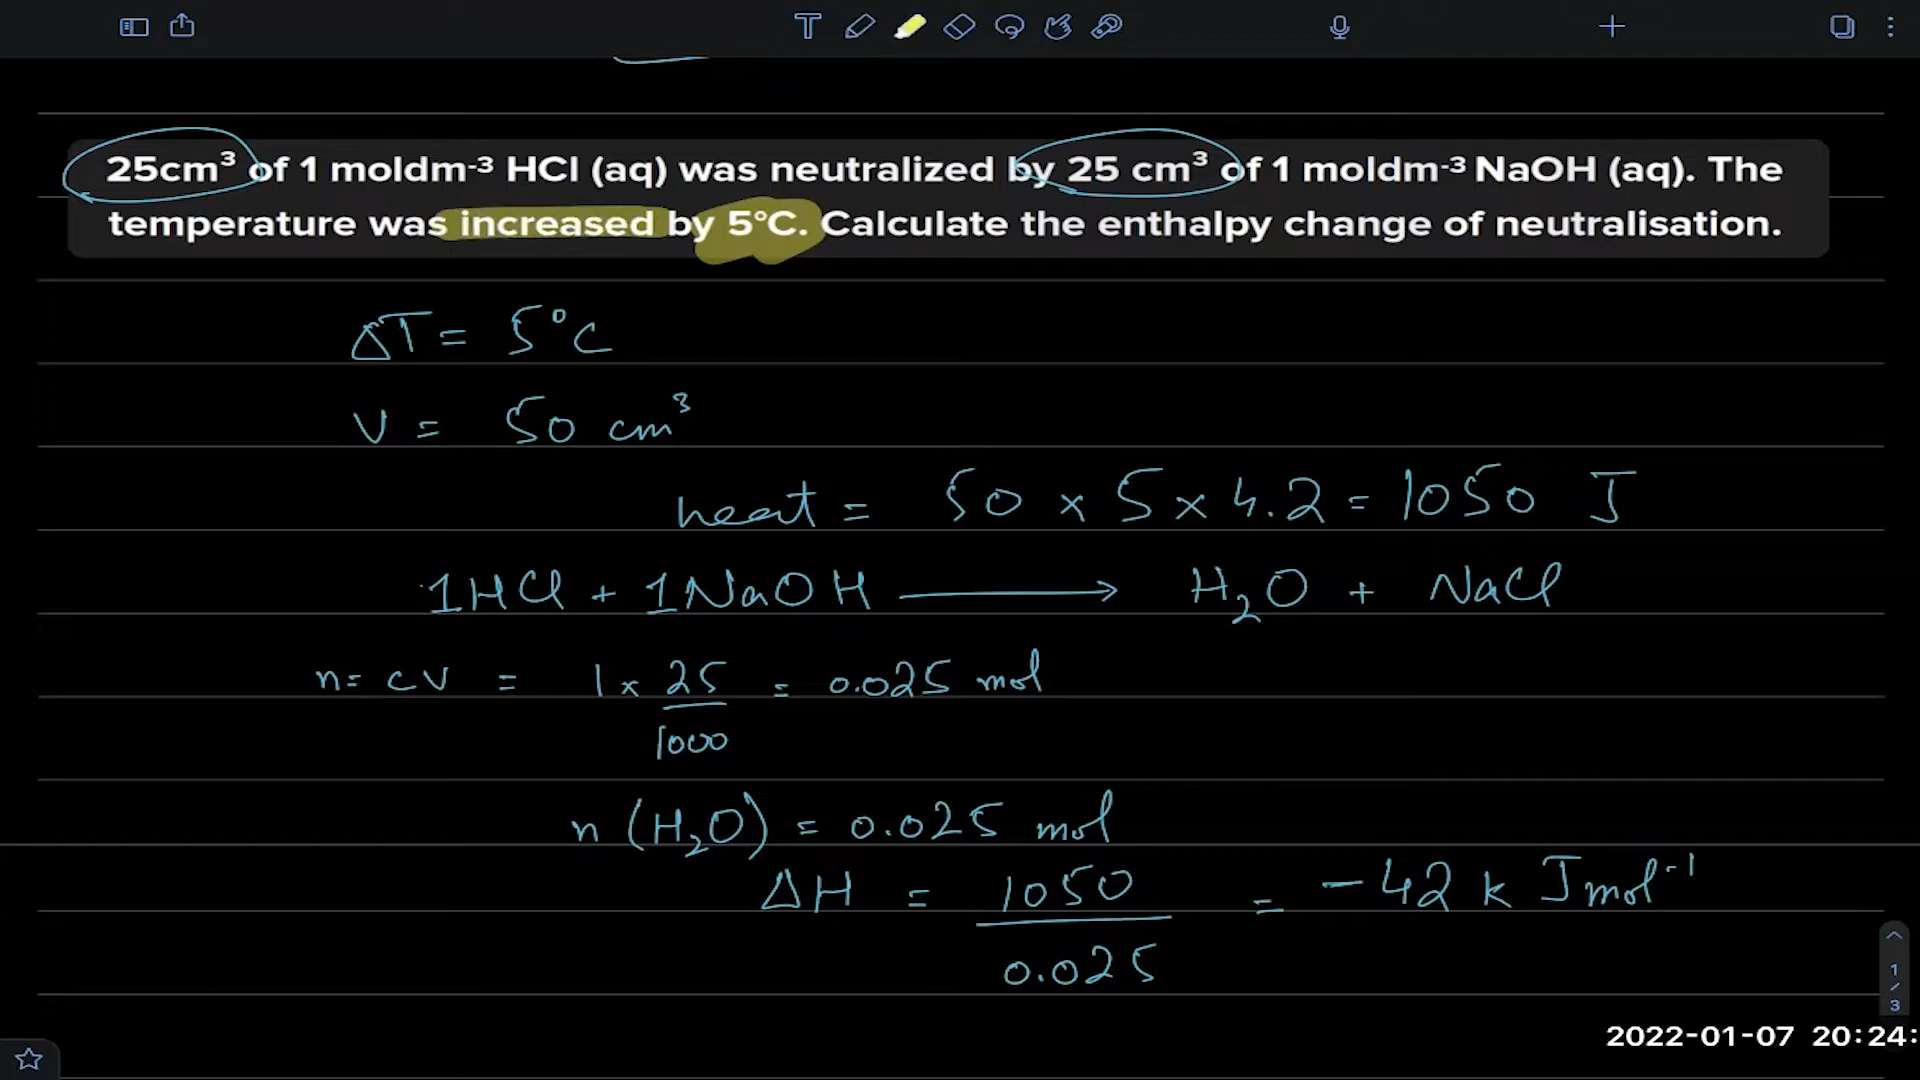 25cm³ of 1 moldm-³ HCl (aq) was neutralized by 25 cm³ of 1 moldm-³ NaOH (aq). The
temperature was increased by 5°C. Calculate the enthalpy change of neutralisation.
ΔT = 5°C
V = 50 cm³
heat = 50 × 5 × 4.2 = 1050 J
1HCl + 1NaOH ⟶ H₂O + NaCl
n = cv = 1 × 25/1000 = 0.025 mol
n (H₂O) = 0.025 mol
ΔH = 1050/0.025 = -42 kJmol⁻¹
1
/
3
2022-01-07 20:24: